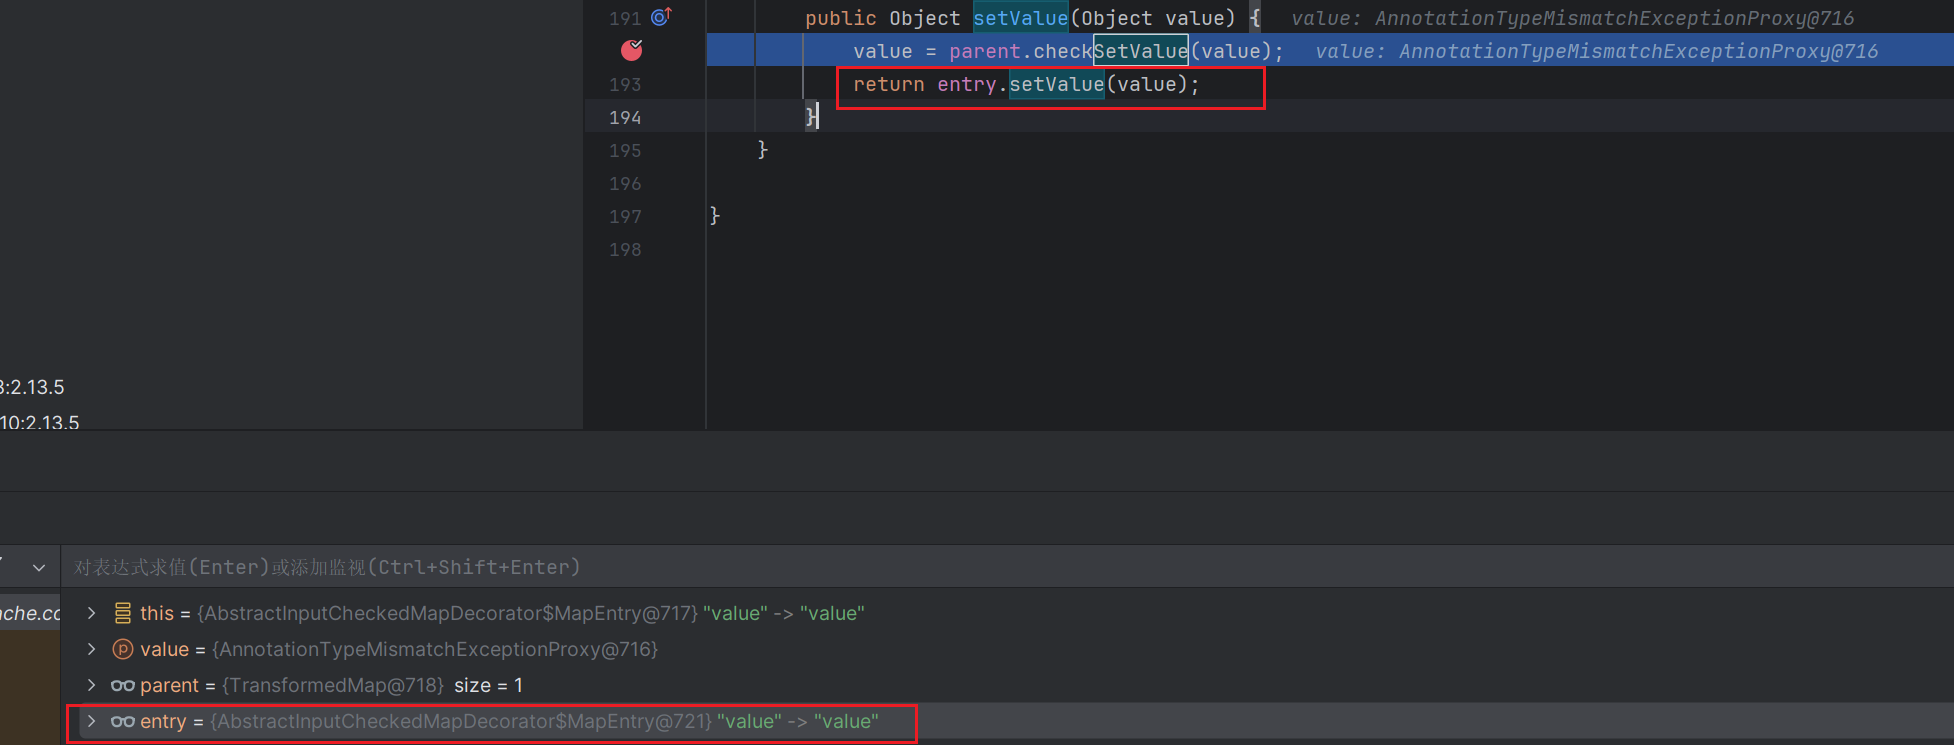 191 public Object setValue(Object value) { value: AnnotationTypeMismatchExceptionProxy@716
value = parent.checkSetValue(value); value: AnnotationTypeMismatchExceptionProxy@716
193 return entry.setValue(value);
194 }
195 }
196
197 }
198
3:2.13.5
10:2.13.5
对表达式求值(Enter)或添加监视(Ctrl+Shift+Enter)
ache.co
this = {AbstractInputCheckedMapDecorator$MapEntry@717} "value" -> "value"
value = {AnnotationTypeMismatchExceptionProxy@716}
parent = {TransformedMap@718} size = 1
entry = {AbstractInputCheckedMapDecorator$MapEntry@721} "value" -> "value"